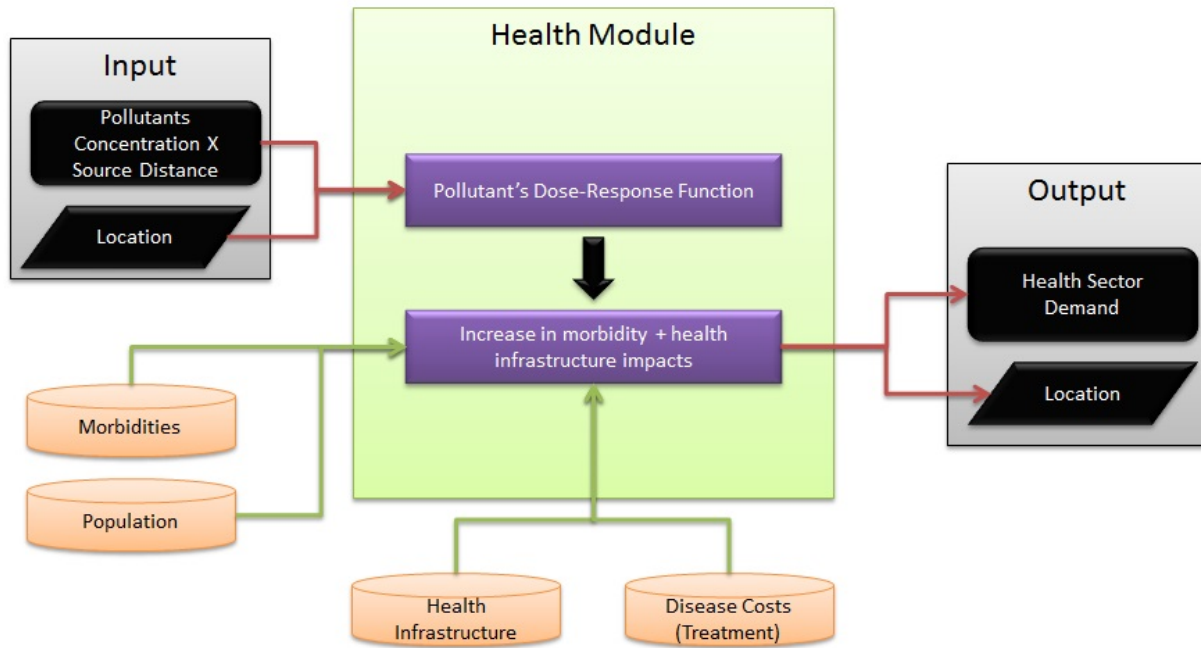 Health Module
Input
Pollutants
Concentration X
Source Distance
Location
Pollutant's Dose-Response Function
Increase in morbidity + health
infrastructure impacts
Output
Health Sector
Demand
Location
Morbidities
Population
Health
Infrastructure
Disease Costs
(Treatment)